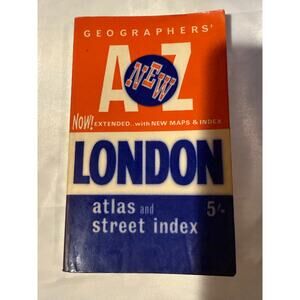 GEOGRAPHERS'
A Z
NEW
NOW! EXTENDED...with NEW MAPS & INDEX
LONDON
atlas and 5/-
street index